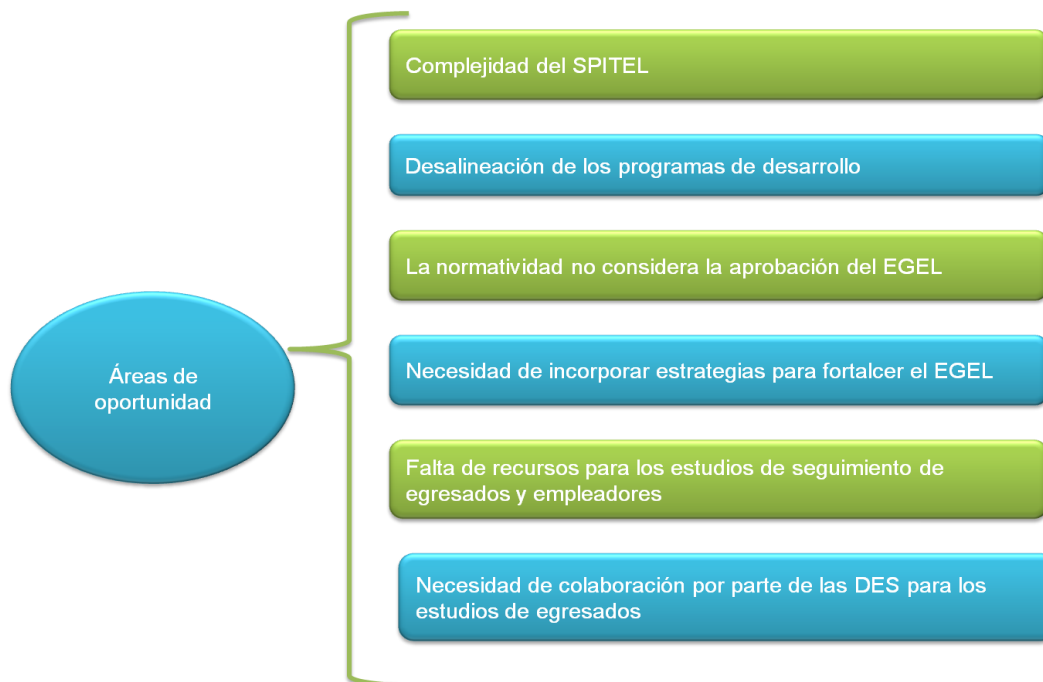 Complejidad del SPITEL
Desalineación de los programas de desarrollo
La normatividad no considera la aprobación del EGEL
Áreas de
oportunidad
Necesidad de incorporar estrategias para fortalcer el EGEL
Falta de recursos para los estudios de seguimiento de
egresados y empleadores
Necesidad de colaboración por parte de las DES para los
estudios de egresados